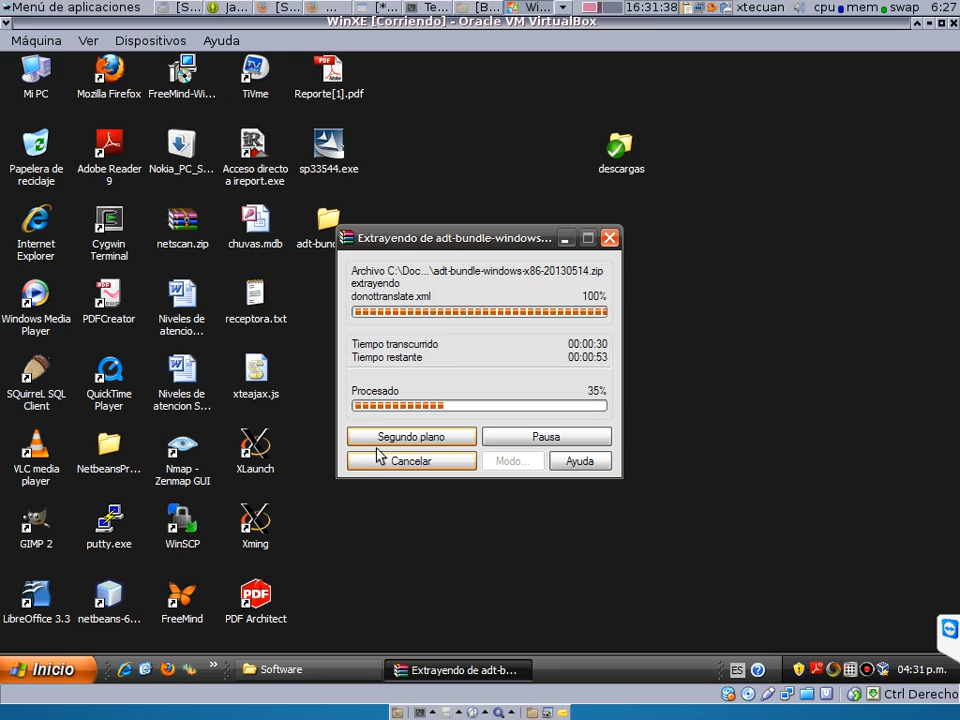 Menú de aplicaciones
[S...
Ja...
[S...
...
[*...
Te...
[B...
Wi...
16:31:38
xtecuan
cpu
mem
swap
6:27
WinXE [Corriendo] - Oracle VM VirtualBox
Máquina Ver Dispositivos Ayuda
Mi PC
Mozilla Firefox
FreeMind-Wi...
TiVme
Reporte[1].pdf
Papelera de
reciclaje
Adobe Reader
9
Nokia_PC_S...
Acceso directo
a ireport.exe
sp33544.exe
descargas
Internet
Explorer
Cygwin
Terminal
netscan.zip
chuvas.mdb
adt-bun
Windows Media
Player
PDFCreator
Niveles de
atencio...
receptora.txt
SQuirreL SQL
Client
QuickTime
Player
Niveles de
atencion S...
xteajax.js
VLC media
player
NetbeansPr...
Nmap -
Zenmap GUI
XLaunch
GIMP 2
putty.exe
WinSCP
Xming
LibreOffice 3.3
netbeans-6...
FreeMind
PDF Architect
Extrayendo de adt-bundle-windows...
Archivo C:\Doc...\adt-bundle-windows-x86-20130514.zip
extrayendo
donottranslate.xml 100%
Tiempo transcurrido 00:00:30
Tiempo restante 00:00:53
Procesado 35%
Segundo plano Pausa
Cancelar Modo... Ayuda
Inicio
Software
Extrayendo de adt-b...
ES
04:31 p.m.
Ctrl Derecho